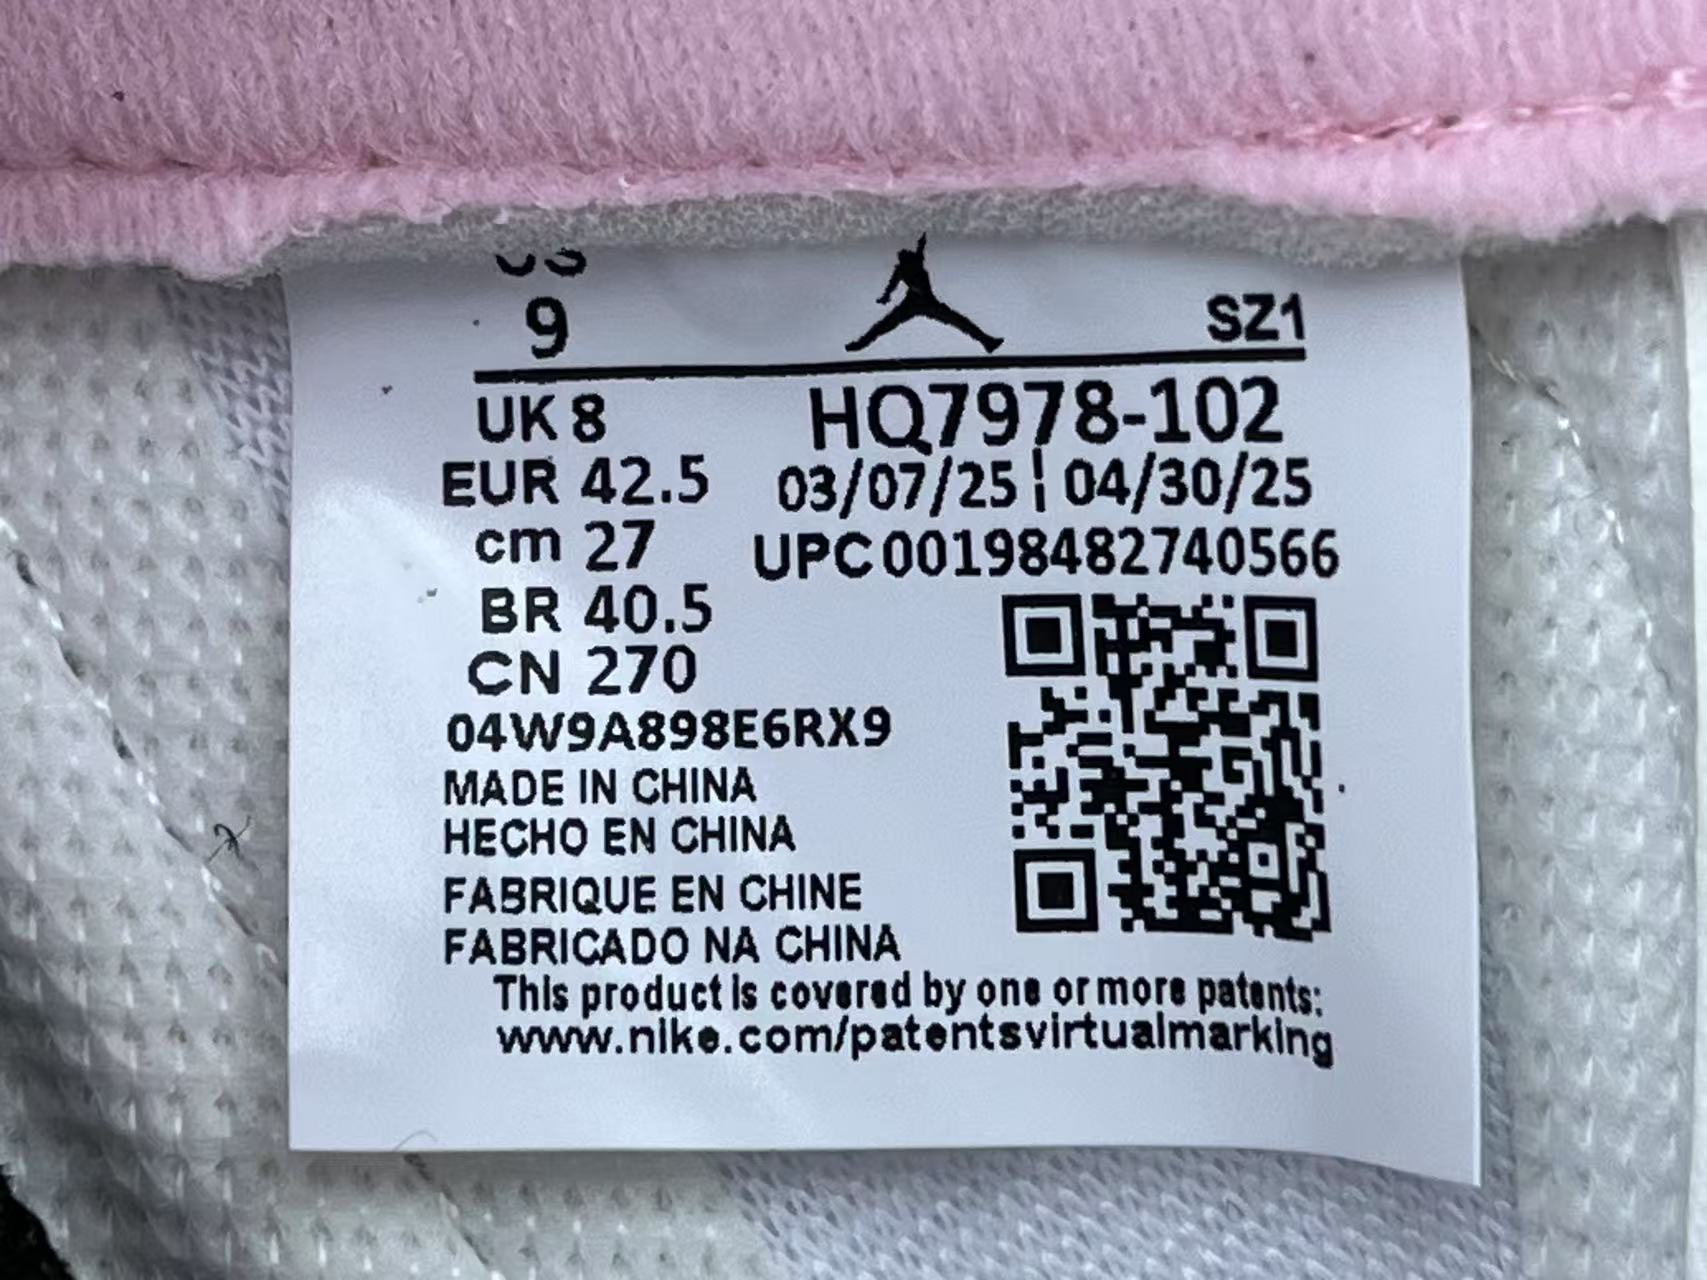 US
9
SZ1
UK 8
HQ7978-102
EUR 42.5
03/07/25 | 04/30/25
cm 27
UPC00198482740566
BR 40.5
CN 270
04W9A898E6RX9
MADE IN CHINA
HECHO EN CHINA
FABRIQUE EN CHINE
FABRICADO NA CHINA
This product is covered by one or more patents:
www.nike.com/patentsvirtualmarking